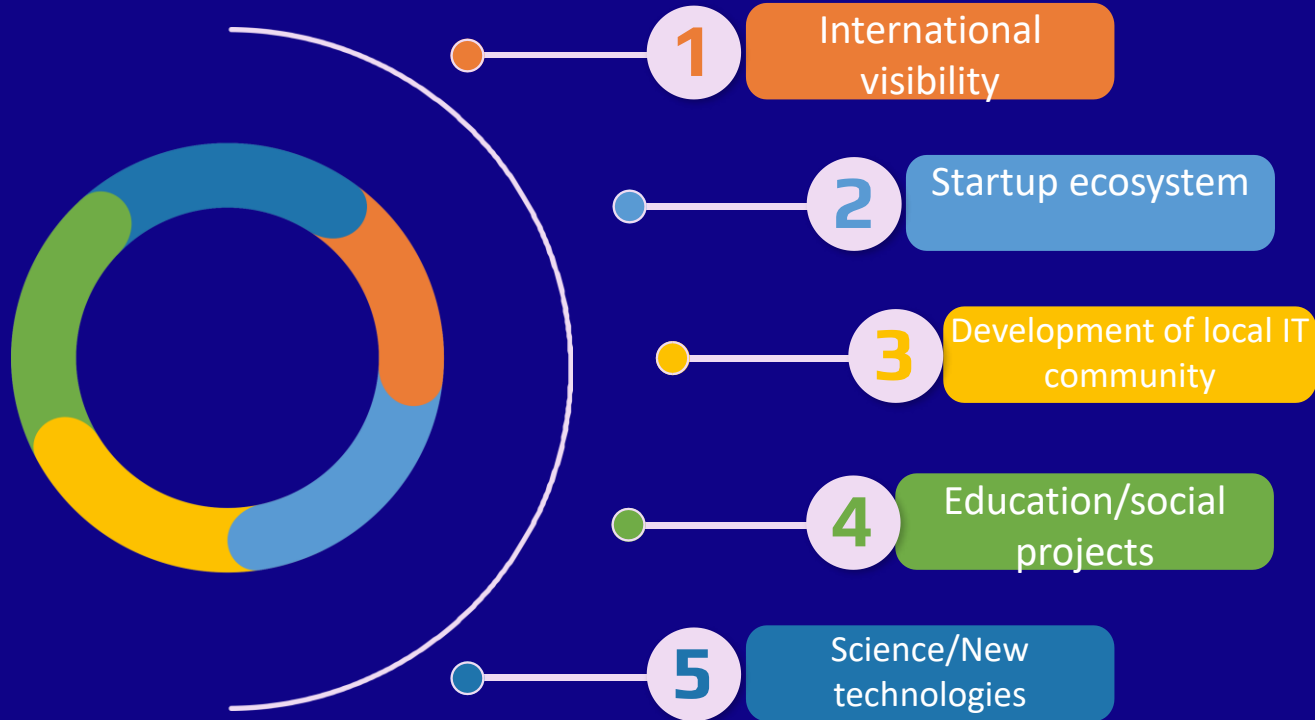 1
International
visibility
2
Startup ecosystem
3
Development of local IT
community
4
Education/social
projects
5
Science/New
technologies